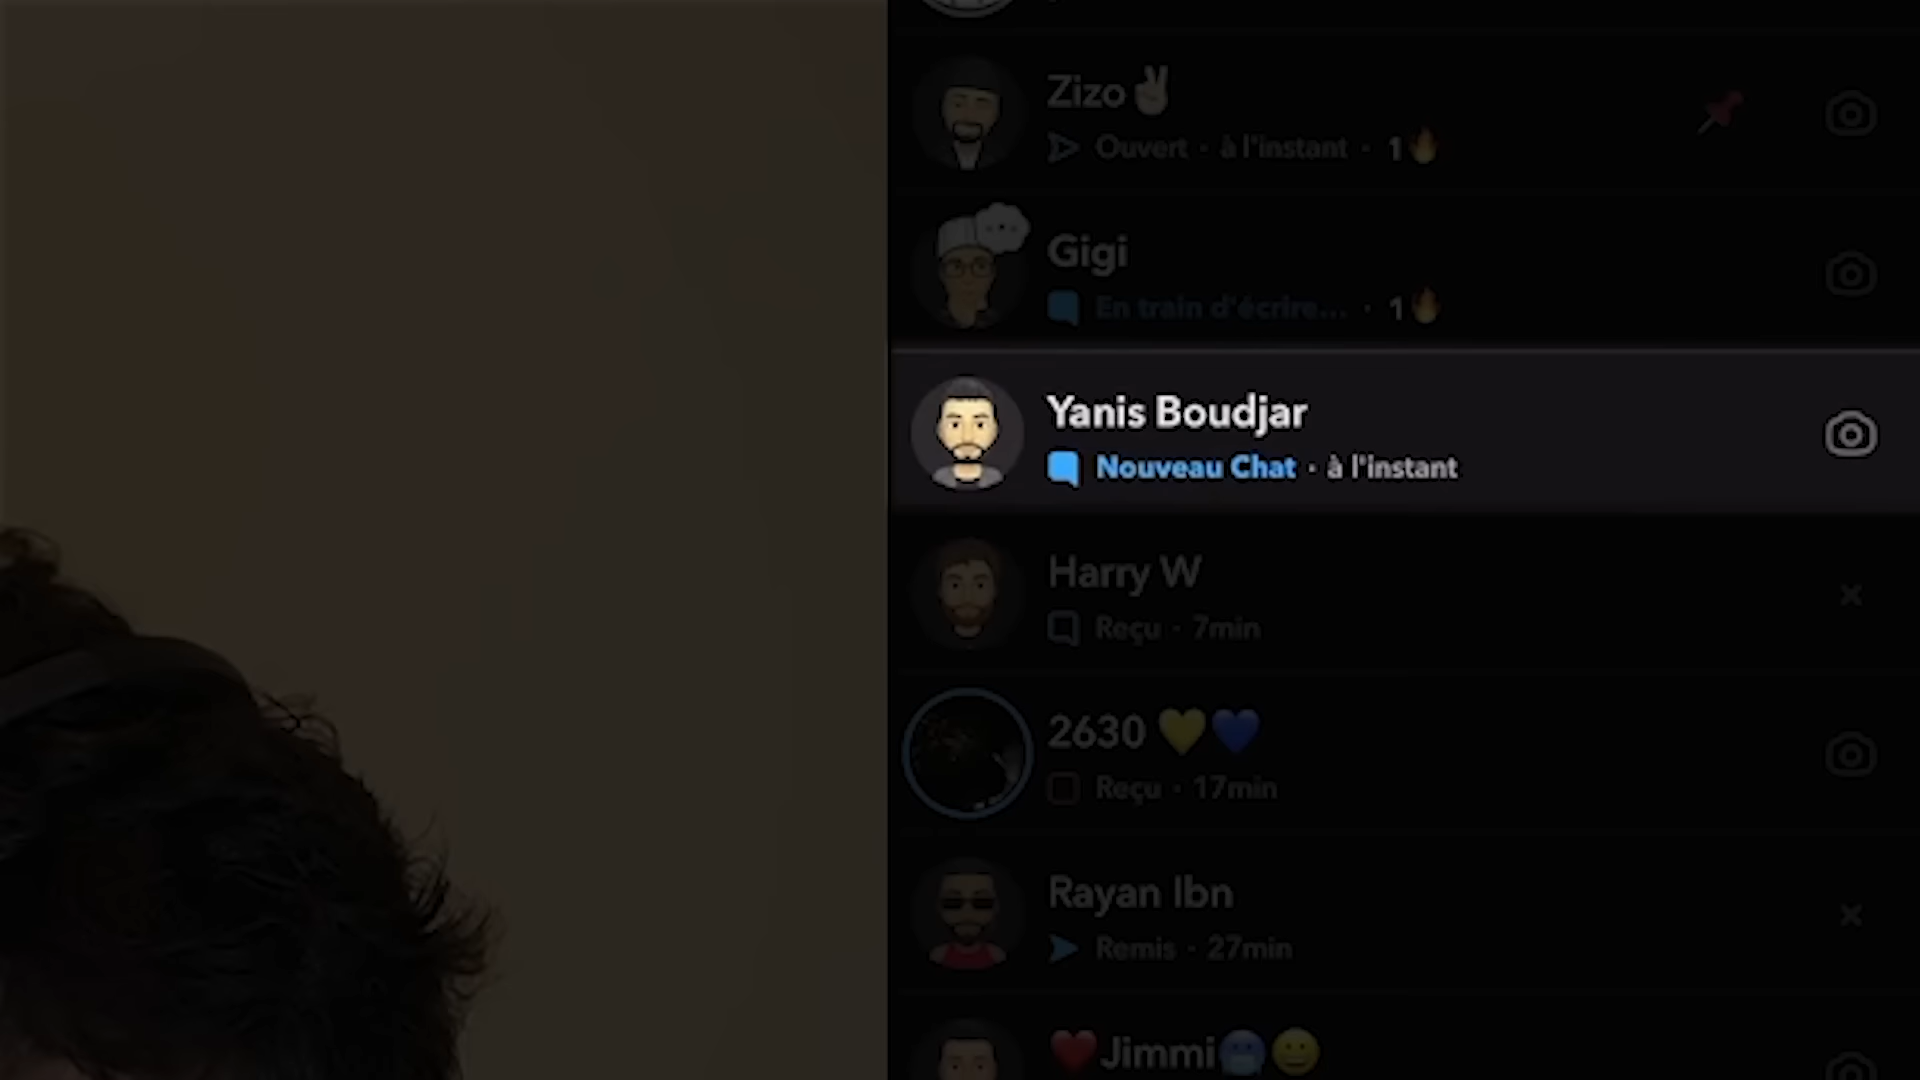 Zizo✌
Ouvert · à l'instant · 1🔥
Gigi
En train d'écrire... · 1🔥
Yanis Boudjar
Nouveau Chat · à l'instant
Harry W
Reçu · 7min
2630 💛💙
Reçu · 17min
Rayan Ibn
Remis · 27min
❤️Jimmi🥶🙂